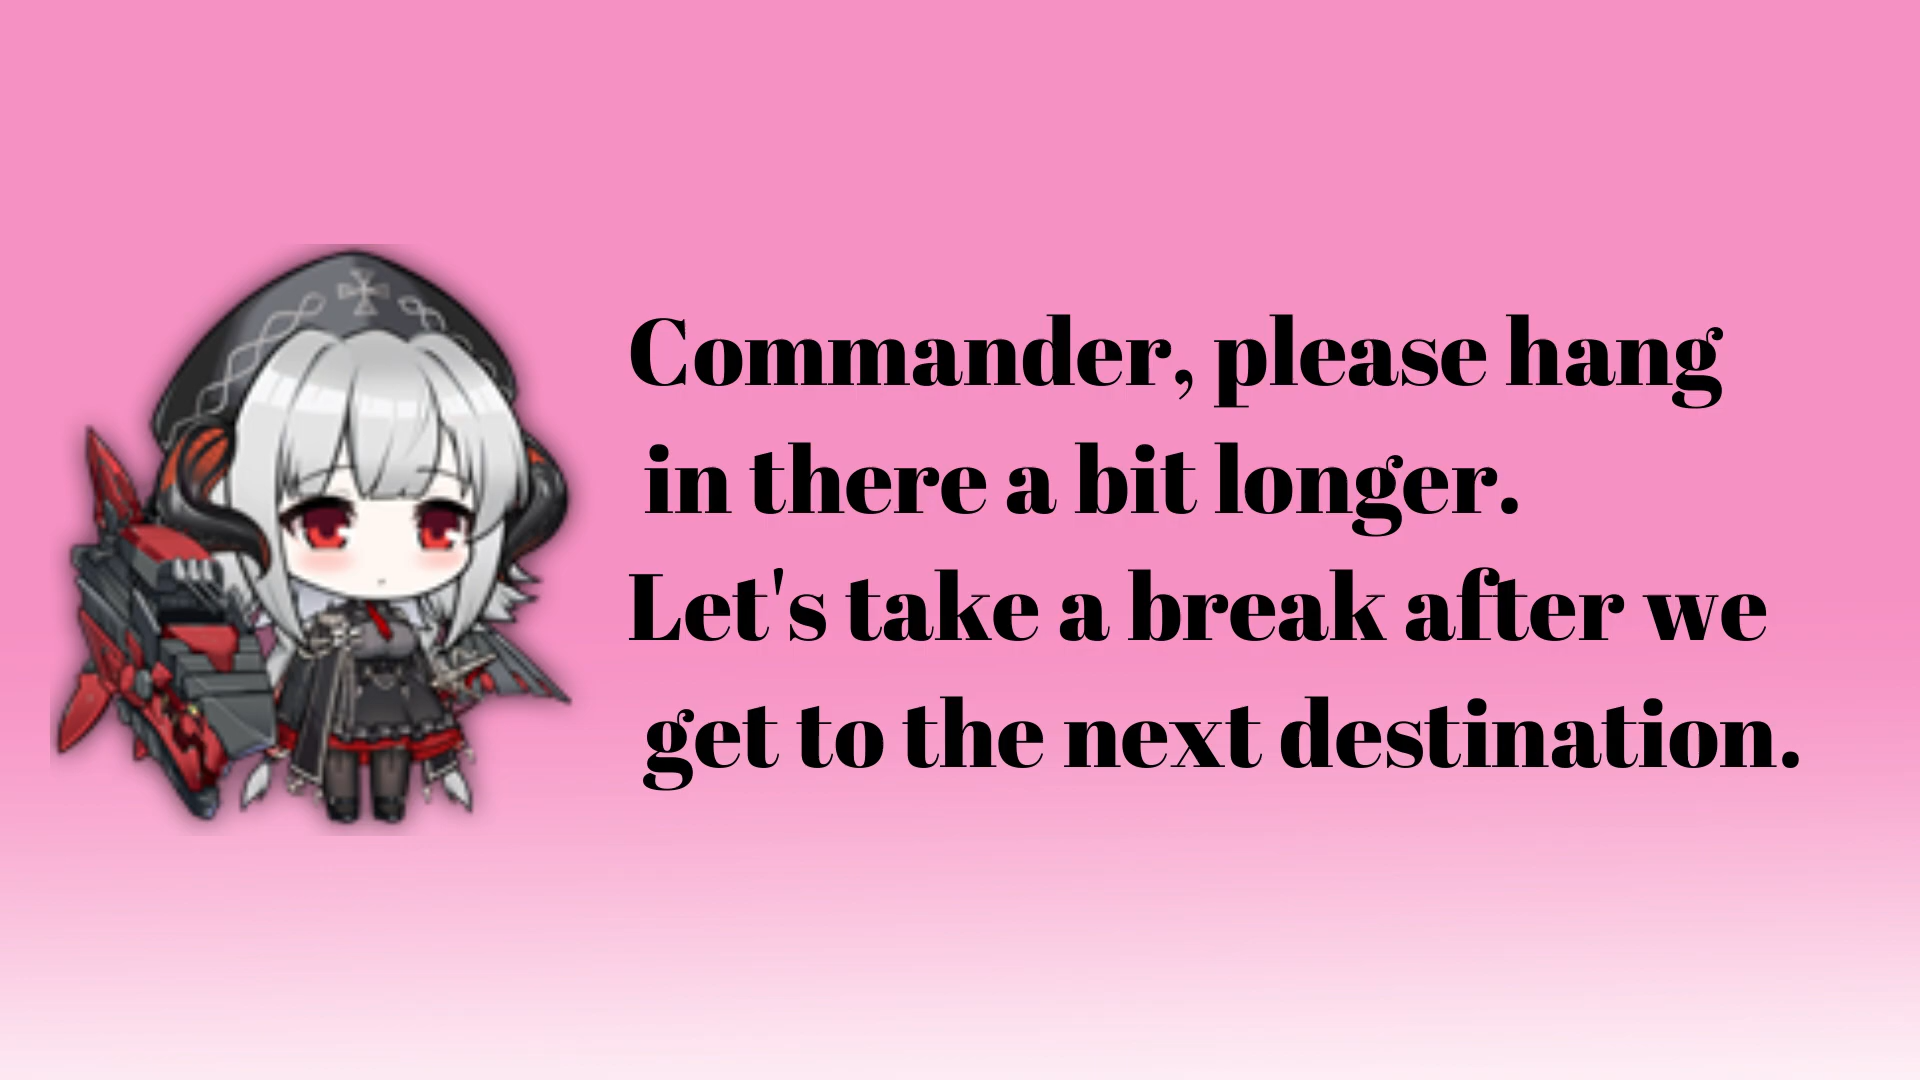 Commander, please hang
in there a bit longer.
Let's take a break after we
get to the next destination.